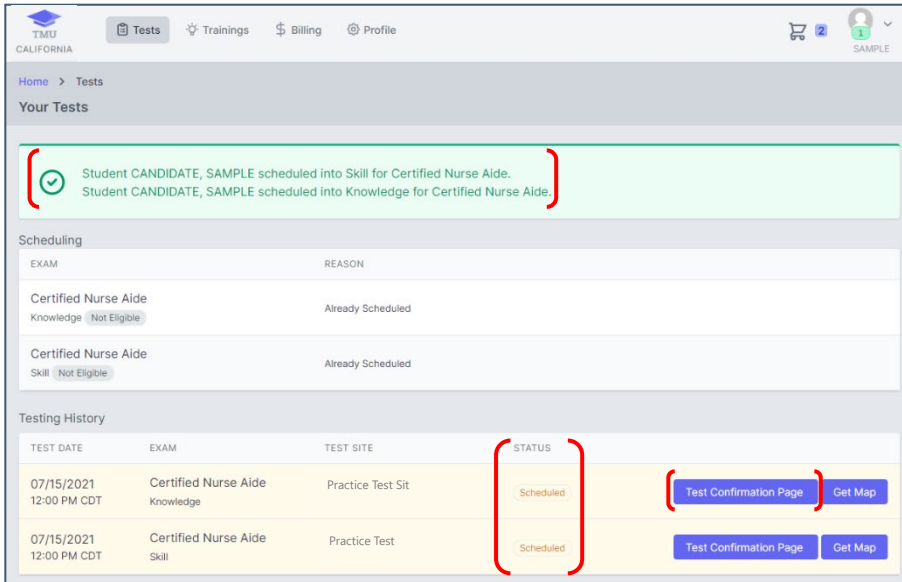 TMU
CALIFORNIA
Tests
Trainings
Billing
Profile
2
1
SAMPLE
Home > Tests
Your Tests
Student CANDIDATE, SAMPLE scheduled into Skill for Certified Nurse Aide.
Student CANDIDATE, SAMPLE scheduled into Knowledge for Certified Nurse Aide.
Scheduling
EXAM REASON
Certified Nurse Aide
Knowledge Not Eligible
Already Scheduled
Certified Nurse Aide
Skill Not Eligible
Already Scheduled
Testing History
TEST DATE EXAM TEST SITE STATUS
07/15/2021
12:00 PM CDT
Certified Nurse Aide
Knowledge
Practice Test Sit
Scheduled
Test Confirmation Page
Get Map
07/15/2021
12:00 PM CDT
Certified Nurse Aide
Skill
Practice Test
Scheduled
Test Confirmation Page
Get Map